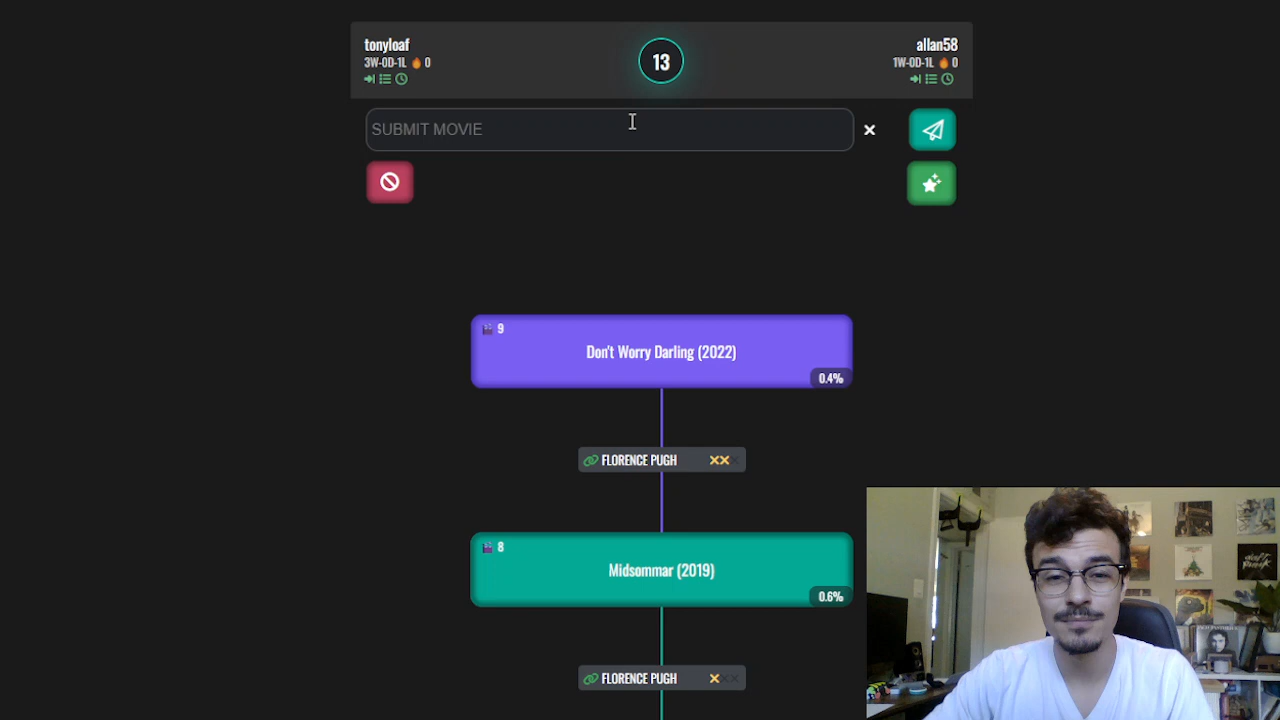 tonyloaf
3W-0D-1L 0
13
allan58
1W-0D-1L 0
SUBMIT MOVIE
9
Don't Worry Darling (2022)
0.4%
FLORENCE PUGH
8
Midsommar (2019)
0.6%
FLORENCE PUGH